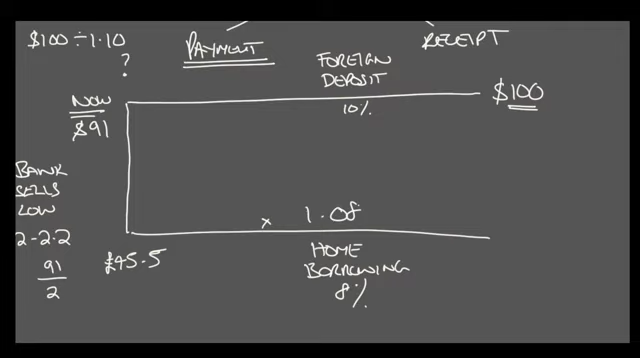 $100 ÷ 1.10
?
PAYMENT
RECEIPT
FOREIGN
DEPOSIT
10%
$100
NOW
$91
BANK
SELLS
LOW
2-2.2
91
2
£45.5
x 1.08
HOME
BORROWING
8%